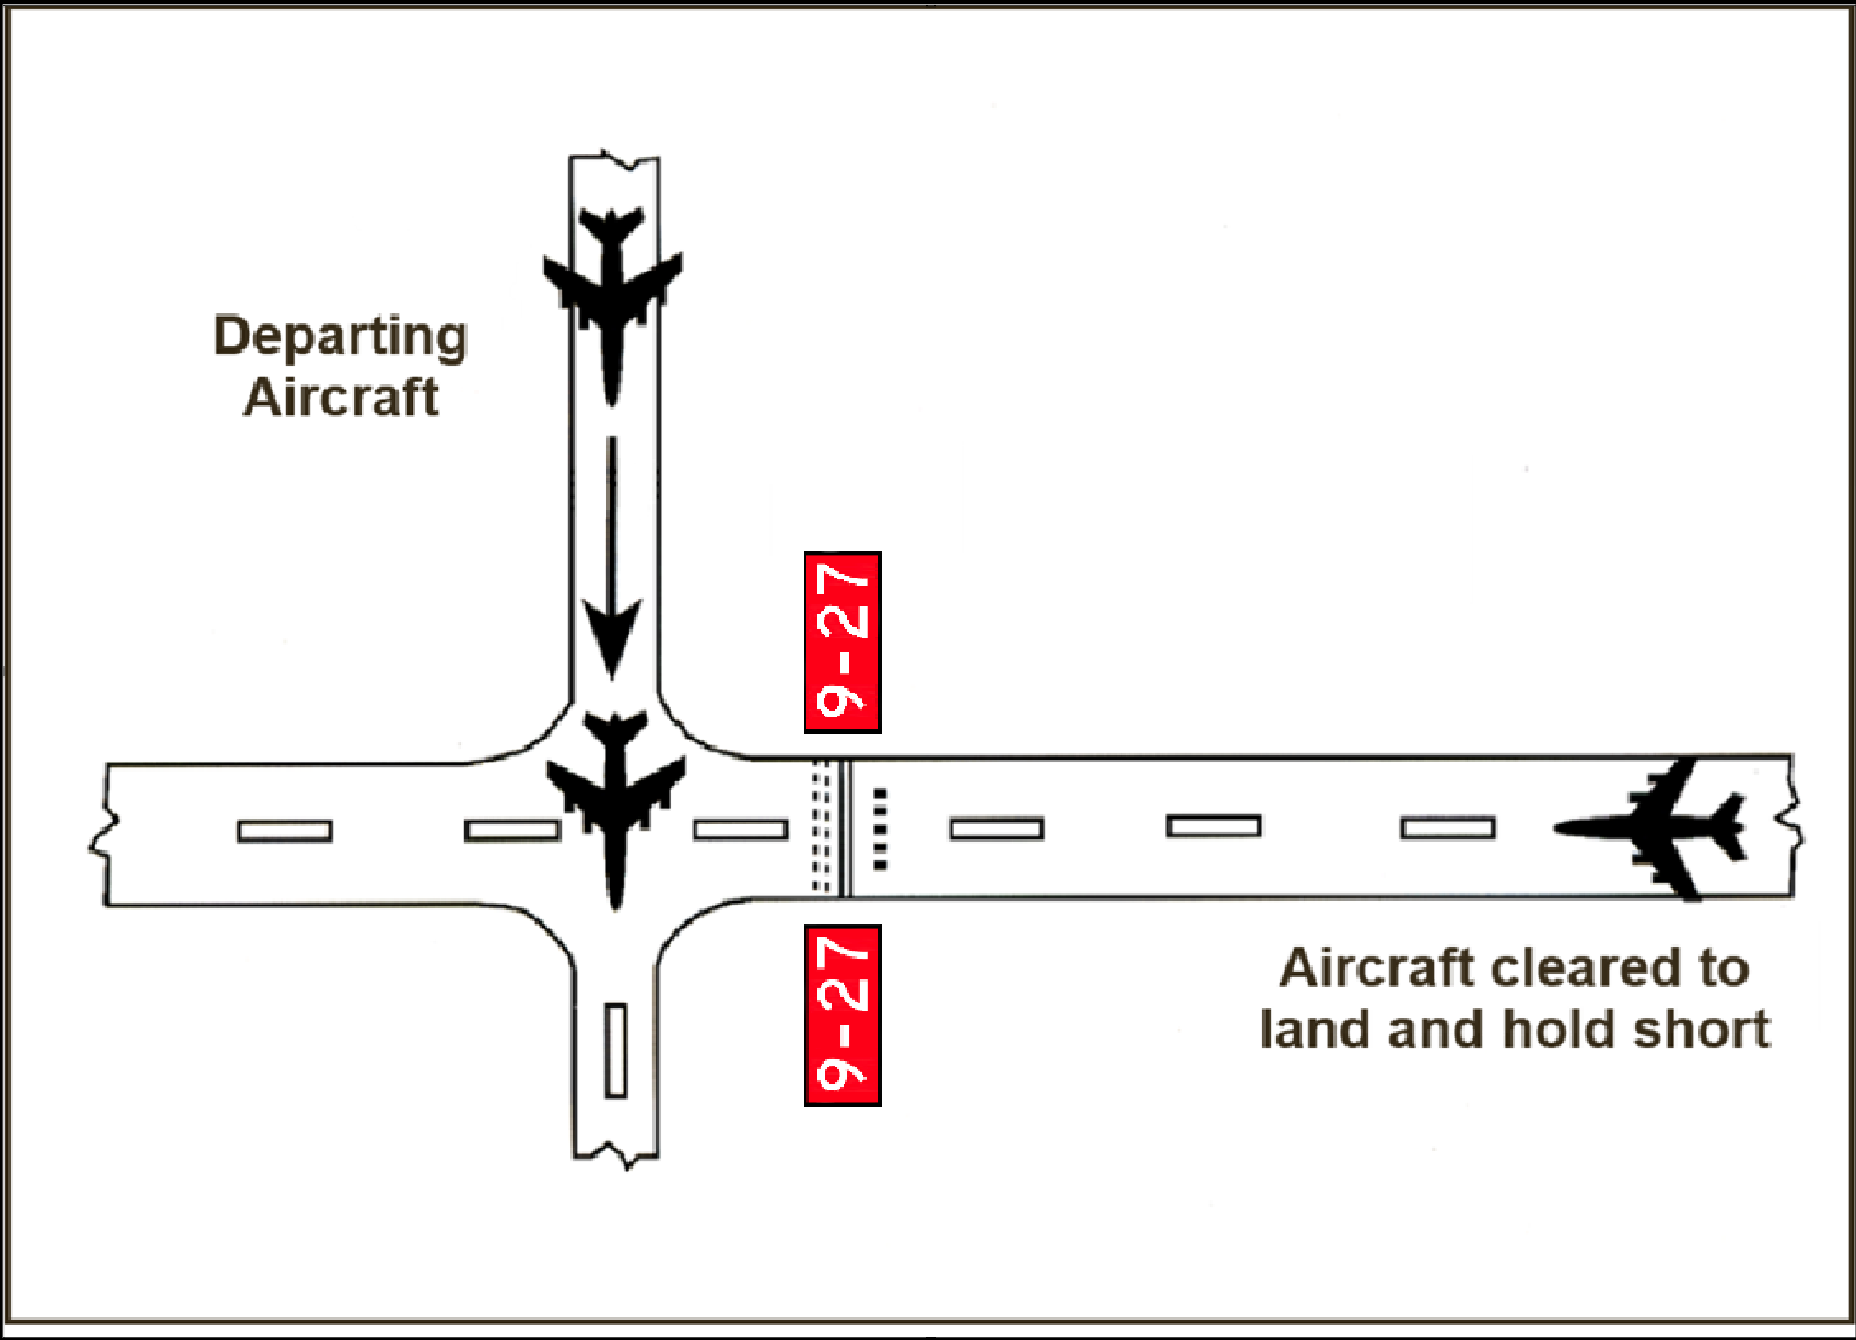 Departing
Aircraft
9-27
9-27
Aircraft cleared to
land and hold short